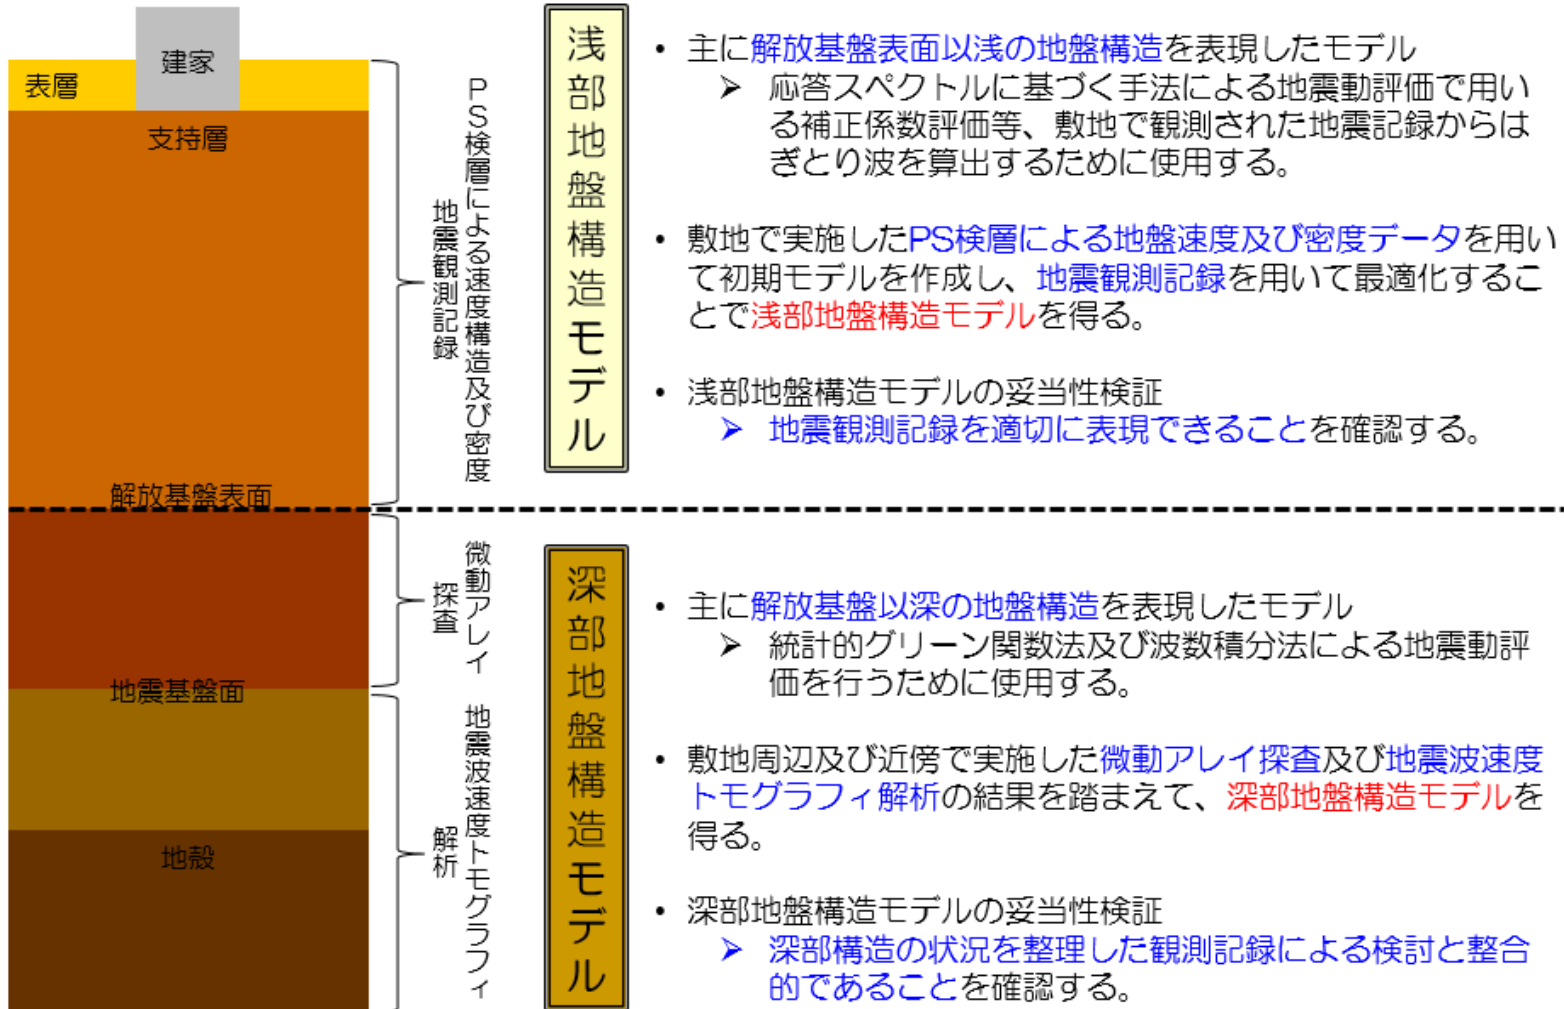 建家
表層
支持層
解放基盤表面
地震基盤面
地殻
PS検層による速度構造及び密度
地震観測記録
微動アレイ
探査
地震波速度トモグラフィ
解析
浅部地盤構造モデル
• 主に解放基盤表面以浅の地盤構造を表現したモデル
➢ 応答スペクトルに基づく手法による地震動評価で用い
る補正係数評価等、敷地で観測された地震記録からは
ぎとり波を算出するために使用する。
• 敷地で実施したPS検層による地盤速度及び密度データを用い
て初期モデルを作成し、地震観測記録を用いて最適化するこ
とで浅部地盤構造モデルを得る。
• 浅部地盤構造モデルの妥当性検証
➢ 地震観測記録を適切に表現できることを確認する。
深部地盤構造モデル
• 主に解放基盤以深の地盤構造を表現したモデル
➢ 統計的グリーン関数法及び波数積分法による地震動評
価を行うために使用する。
• 敷地周辺及び近傍で実施した微動アレイ探査及び地震波速度
トモグラフィ解析の結果を踏まえて、深部地盤構造モデルを
得る。
• 深部地盤構造モデルの妥当性検証
➢ 深部構造の状況を整理した観測記録による検討と整合
的であることを確認する。